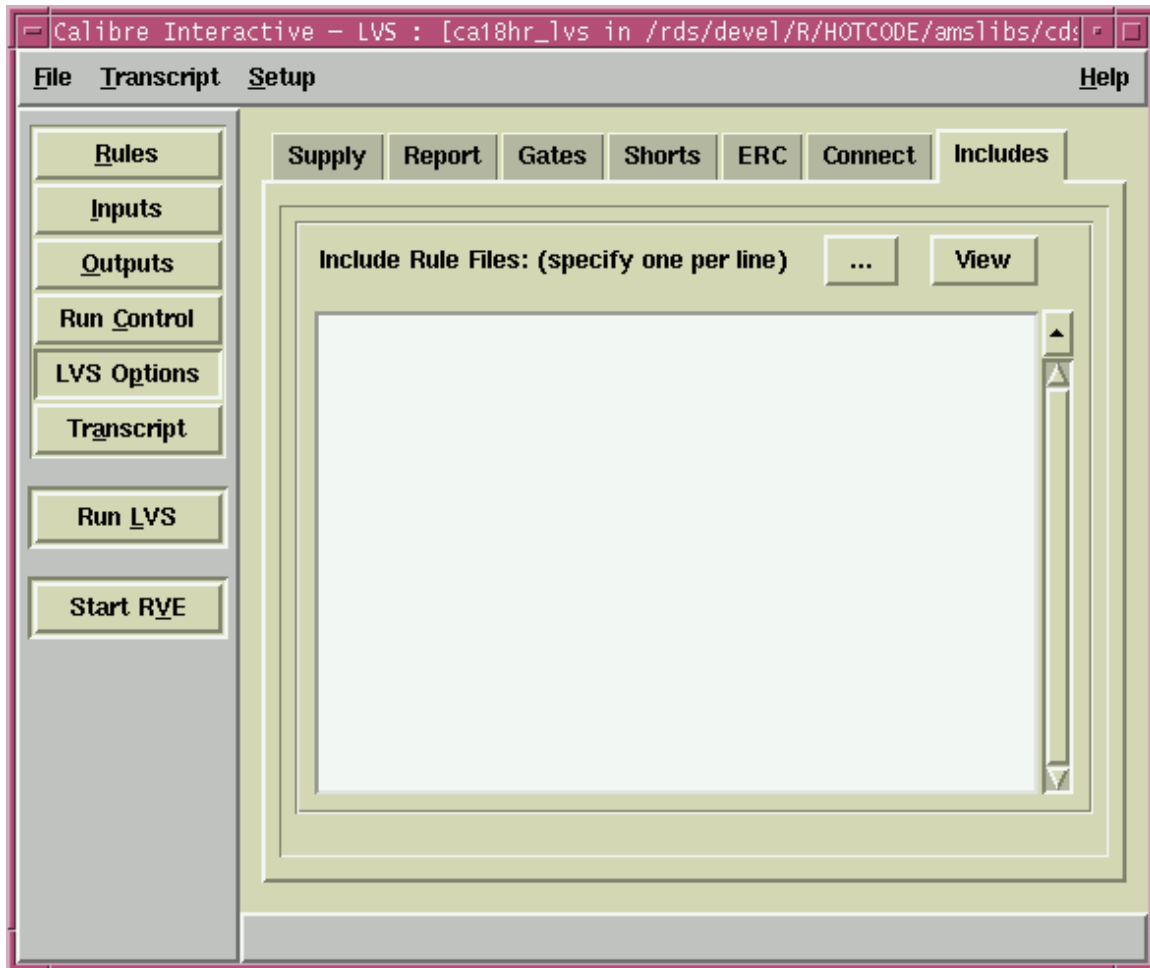 Calibre Interactive – LVS : [ca18hr_lvs in /rds/devel/R/HOTCODE/amslibs/cds
File Transcript Setup Help
Rules
Inputs
Outputs
Run Control
LVS Options
Transcript
Run LVS
Start RVE
Supply Report Gates Shorts ERC Connect Includes
Include Rule Files: (specify one per line) ... View